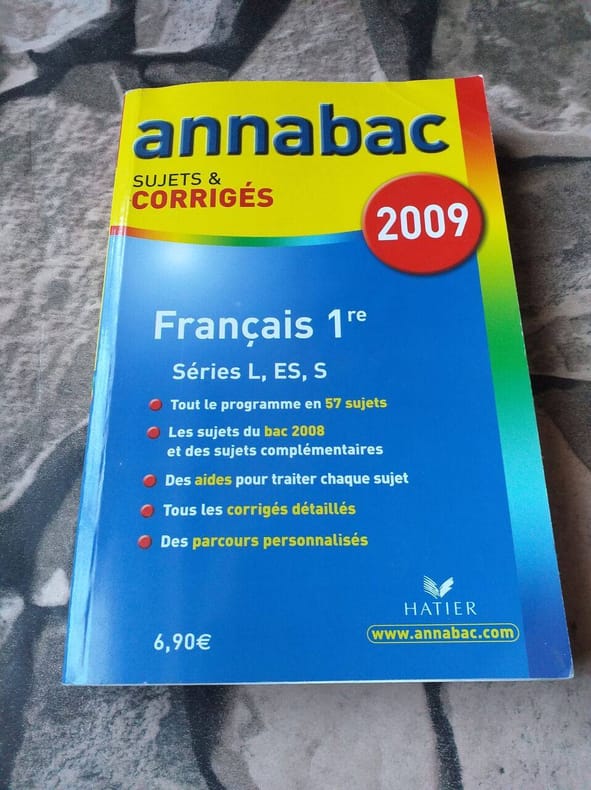 annabac
SUJETS &
CORRIGÉS
2009
Français 1re
Séries L, ES, S
Tout le programme en 57 sujets
Les sujets du bac 2008
et des sujets complémentaires
Des aides pour traiter chaque sujet
Tous les corrigés détaillés
Des parcours personnalisés
HATIER
www.annabac.com
6,90€